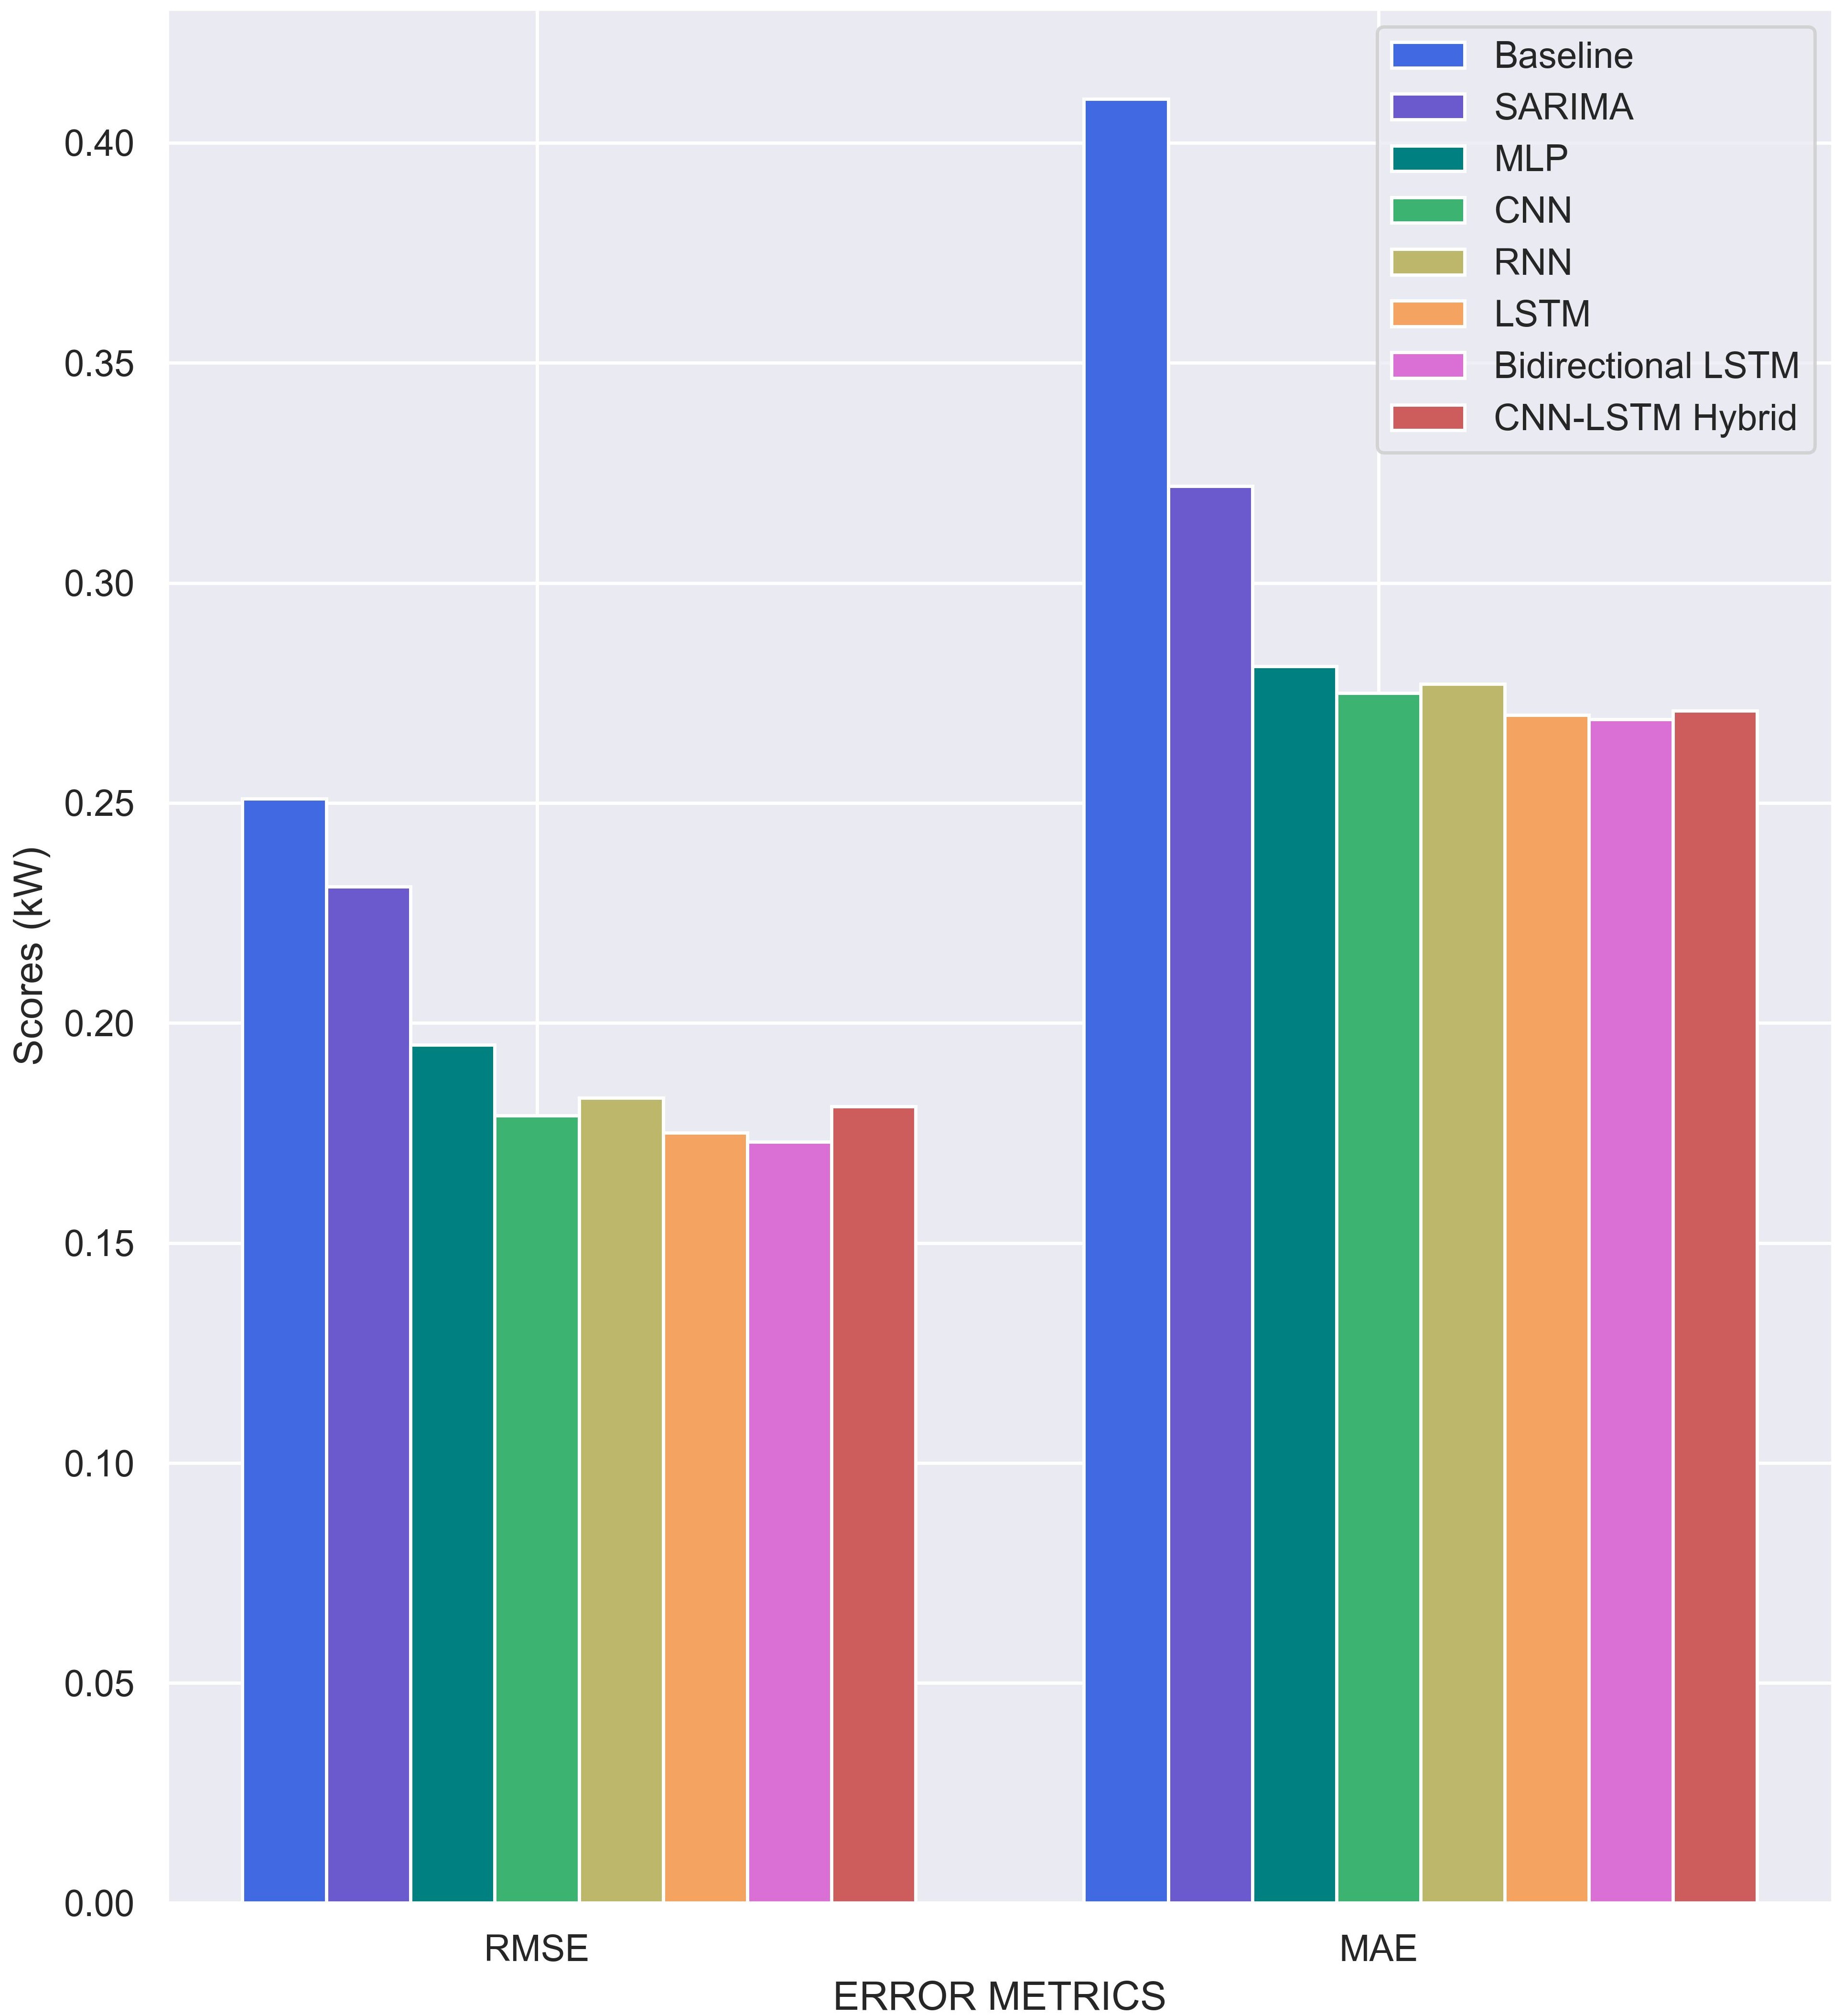 Baseline
SARIMA
MLP
CNN
RNN
LSTM
Bidirectional LSTM
CNN-LSTM Hybrid
Scores (kW)
0.40
0.35
0.30
0.25
0.20
0.15
0.10
0.05
0.00
RMSE
MAE
ERROR METRICS